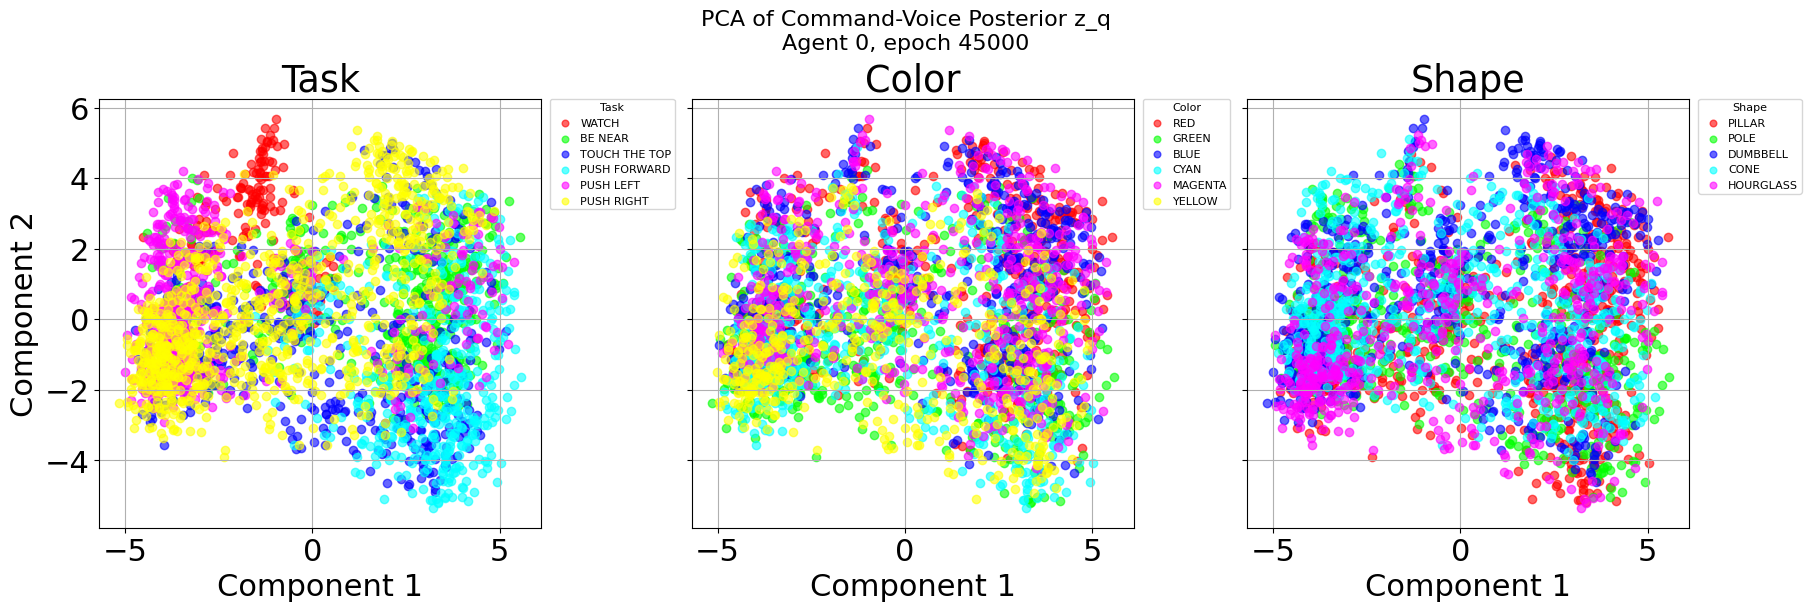 PCA of Command-Voice Posterior z_q
Agent 0, epoch 45000
Task
6
4
2
0
−2
−4
Component 2
−5
0
5
Component 1
Task
WATCH
BE NEAR
TOUCH THE TOP
PUSH FORWARD
PUSH LEFT
PUSH RIGHT
Color
−5
0
5
Component 1
Color
RED
GREEN
BLUE
CYAN
MAGENTA
YELLOW
Shape
−5
0
5
Component 1
Shape
PILLAR
POLE
DUMBBELL
CONE
HOURGLASS